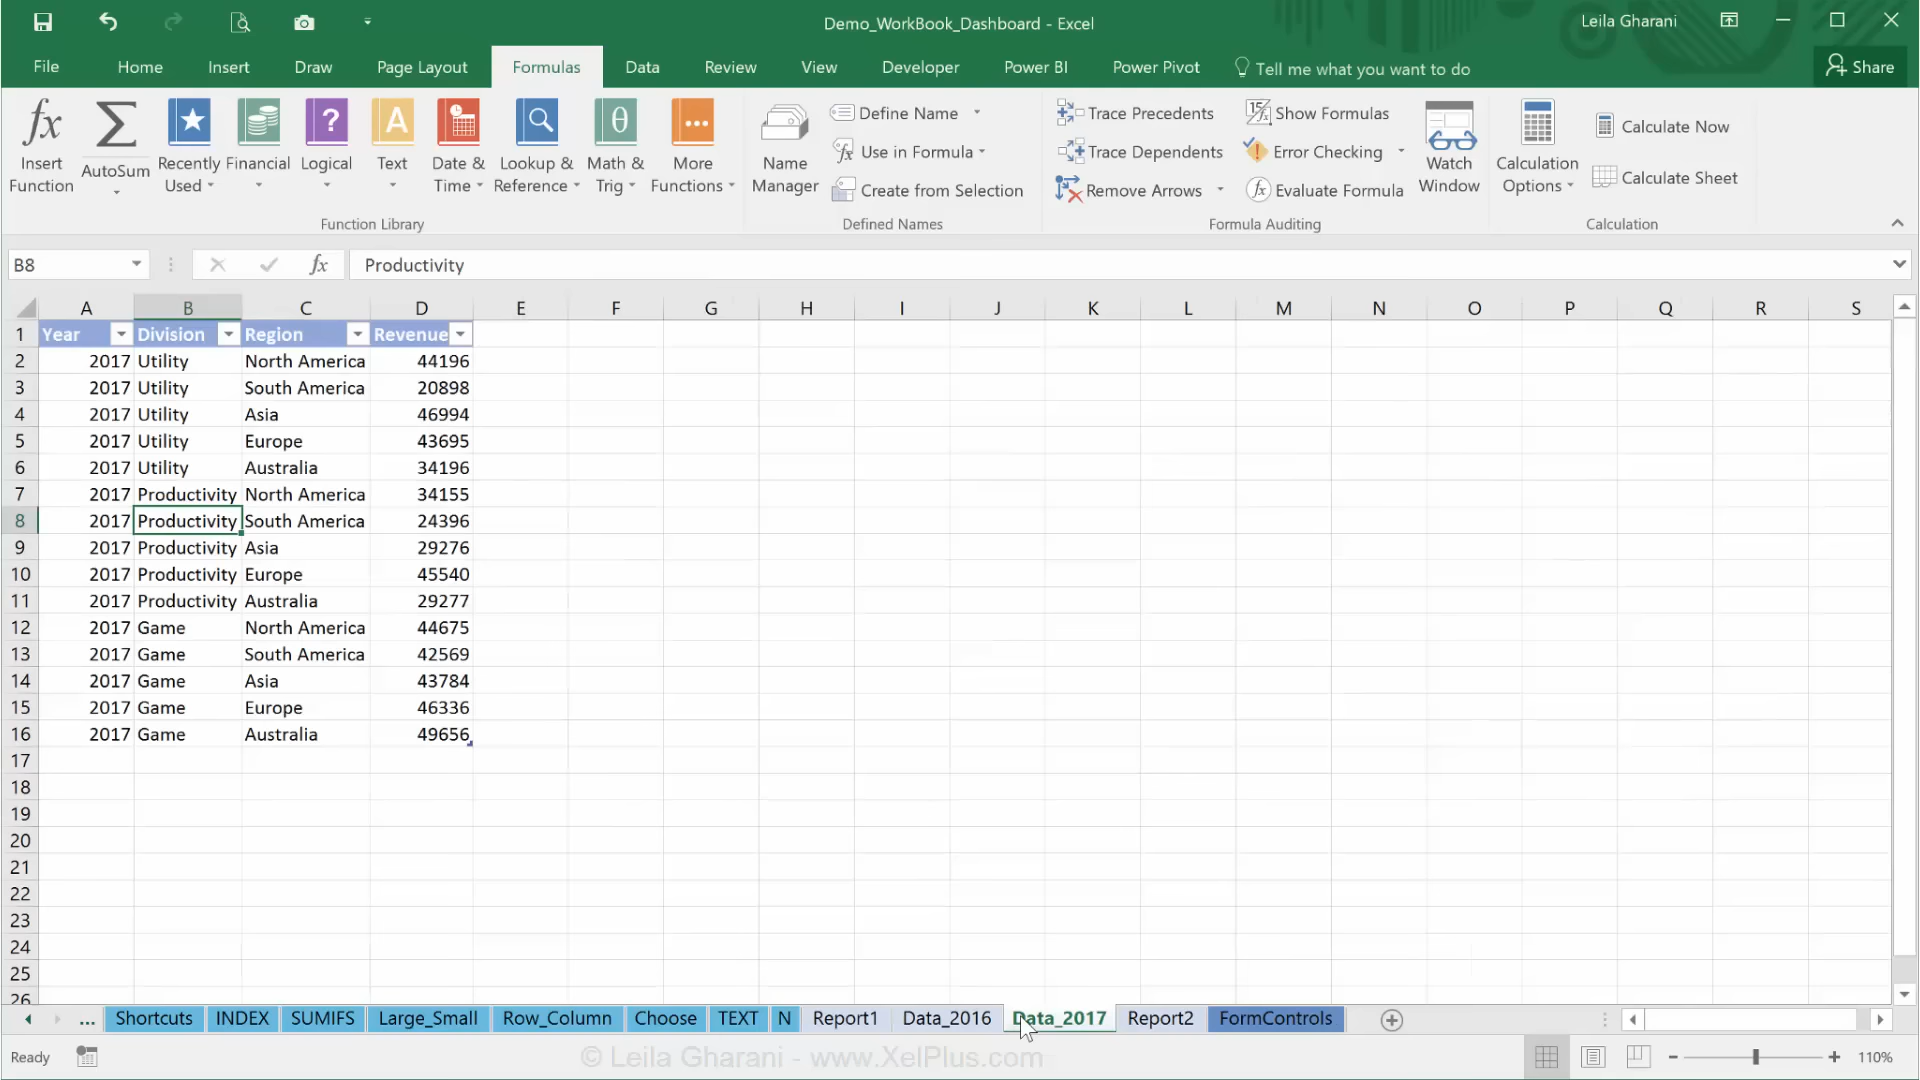 Demo_WorkBook_Dashboard - Excel
Leila Gharani
File Home Insert Draw Page Layout Formulas Data Review View Developer Power BI Power Pivot Tell me what you want to do Share
fx Insert Function
AutoSum
Recently Used
Financial
? Logical
A Text
Date & Time
Lookup & Reference
θ Math & Trig
More Functions
Function Library
Name Manager
Define Name
Use in Formula
Create from Selection
Defined Names
Trace Precedents
Trace Dependents
Remove Arrows
Show Formulas
Error Checking
Evaluate Formula
Formula Auditing
Watch Window
Calculation Options
Calculate Now
Calculate Sheet
Calculation
B8 fx Productivity
A B C D E F G H I J K L M N O P Q R S
1 Year Division Region Revenue
2 2017 Utility North America 44196
3 2017 Utility South America 20898
4 2017 Utility Asia 46994
5 2017 Utility Europe 43695
6 2017 Utility Australia 34196
7 2017 Productivity North America 34155
8 2017 Productivity South America 24396
9 2017 Productivity Asia 29276
10 2017 Productivity Europe 45540
11 2017 Productivity Australia 29277
12 2017 Game North America 44675
13 2017 Game South America 42569
14 2017 Game Asia 43784
15 2017 Game Europe 46336
16 2017 Game Australia 49656
17
18
19
20
21
22
23
24
25
26
... Shortcuts INDEX SUMIFS Large_Small Row_Column Choose TEXT N Report1 Data_2016 Data_2017 Report2 FormControls
Ready © Leila Gharani - www.XelPlus.com 110%